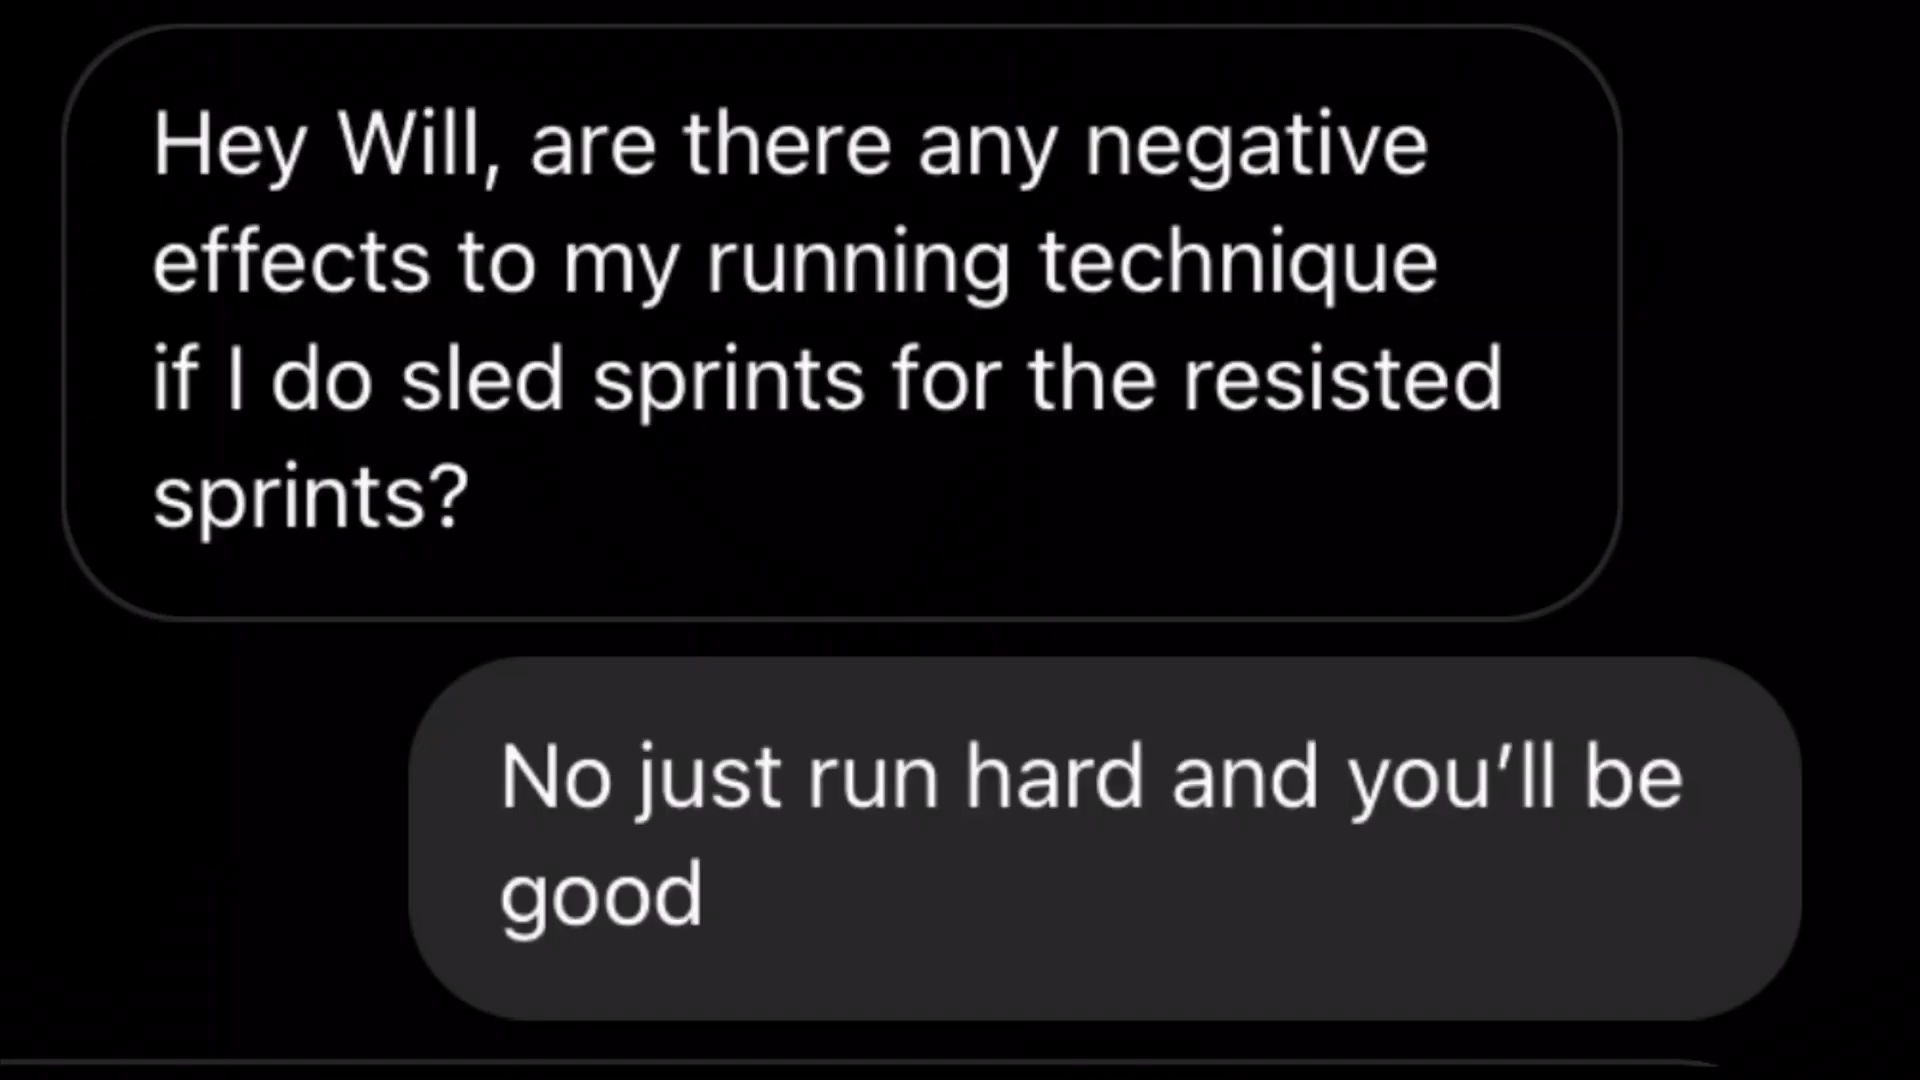 Hey Will, are there any negative
effects to my running technique
if I do sled sprints for the resisted
sprints?
No just run hard and you’ll be
good